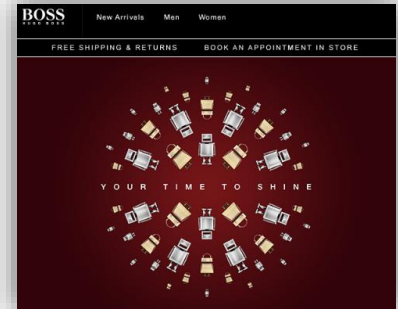 BOSS
HUGO BOSS
New Arrivals Men Women
FREE SHIPPING & RETURNS BOOK AN APPOINTMENT IN STORE
YOUR TIME TO SHINE